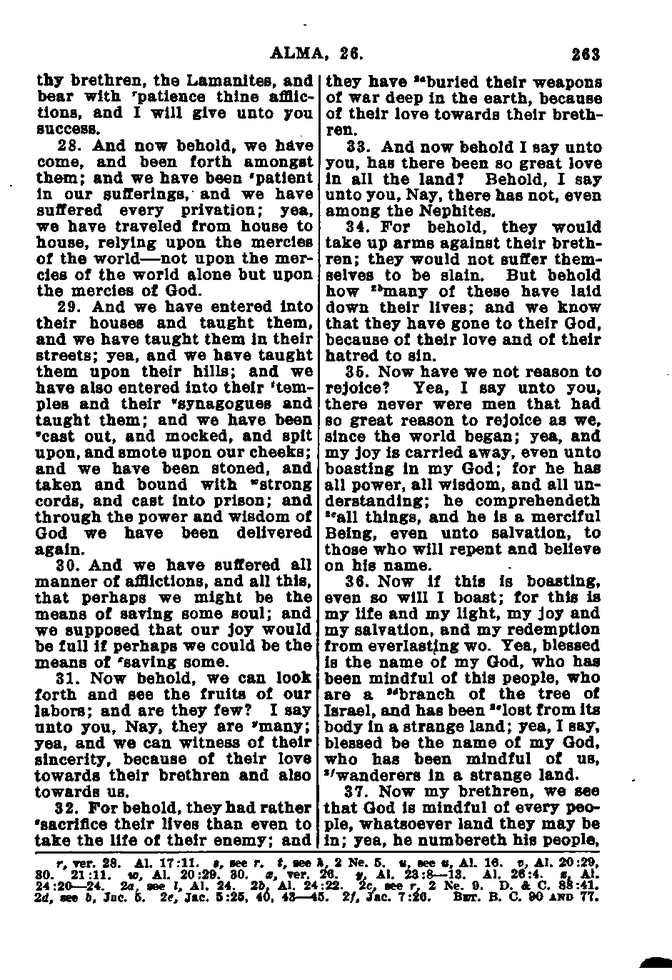 ALMA, 26. 263
thy brethren, the Lamanites, and
bear with ʳpatience thine afflic-
tions, and I will give unto you
success.
28. And now behold, we have
come, and been forth amongst
them; and we have been ˢpatient
in our sufferings, and we have
suffered every privation; yea,
we have traveled from house to
house, relying upon the mercies
of the world—not upon the mer-
cies of the world alone but upon
the mercies of God.
29. And we have entered into
their houses and taught them,
and we have taught them in their
streets; yea, and we have taught
them upon their hills; and we
have also entered into their ᵗtem-
ples and their ᵘsynagogues and
taught them; and we have been
ᵛcast out, and mocked, and spit
upon, and smote upon our cheeks;
and we have been stoned, and
taken and bound with ʷstrong
cords, and cast into prison; and
through the power and wisdom of
God we have been delivered
again.
30. And we have suffered all
manner of afflictions, and all this,
that perhaps we might be the
means of saving some soul; and
we supposed that our joy would
be full if perhaps we could be the
means of ˣsaving some.
31. Now behold, we can look
forth and see the fruits of our
labors; and are they few? I say
unto you, Nay, they are ʸmany;
yea, and we can witness of their
sincerity, because of their love
towards their brethren and also
towards us.
32. For behold, they had rather
ᶻsacrifice their lives than even to
take the life of their enemy; and
they have ²ᵃburied their weapons
of war deep in the earth, because
of their love towards their breth-
ren.
33. And now behold I say unto
you, has there been so great love
in all the land? Behold, I say
unto you, Nay, there has not, even
among the Nephites.
34. For behold, they would
take up arms against their breth-
ren; they would not suffer them-
selves to be slain. But behold
how ²ᵇmany of these have laid
down their lives; and we know
that they have gone to their God,
because of their love and of their
hatred to sin.
35. Now have we not reason to
rejoice? Yea, I say unto you,
there never were men that had
so great reason to rejoice as we,
since the world began; yea, and
my joy is carried away, even unto
boasting in my God; for he has
all power, all wisdom, and all un-
derstanding; he comprehendeth
²ᶜall things, and he is a merciful
Being, even unto salvation, to
those who will repent and believe
on his name.
36. Now if this is boasting,
even so will I boast; for this is
my life and my light, my joy and
my salvation, and my redemption
from everlasting wo. Yea, blessed
is the name of my God, who has
been mindful of this people, who
are a ²ᵈbranch of the tree of
Israel, and has been ²ᵉlost from its
body in a strange land; yea, I say,
blessed be the name of my God,
who has been mindful of us,
²ᶠwanderers in a strange land.
37. Now my brethren, we see
that God is mindful of every peo-
ple, whatsoever land they may be
in; yea, he numbereth his people,
r, ver. 28. Al. 17:11. s, see r. t, see h, 2 Ne. 5. u, see u, Al. 16. v, Al. 20:29,
30. 21:11. w, Al. 20:29. 30. x, ver. 26. y, Al. 23:8—13. Al. 26:4. z, Al.
24:20—24. 2a, see l, Al. 24. 2b, Al. 24:22. 2c, see r, 2 Ne. 9. D. & C. 88:41.
2d, see b, Jac. 5. 2e, Jac. 5:25, 40, 43—45. 2f, Jac. 7:26. BET. B. C. 90 AND 77.